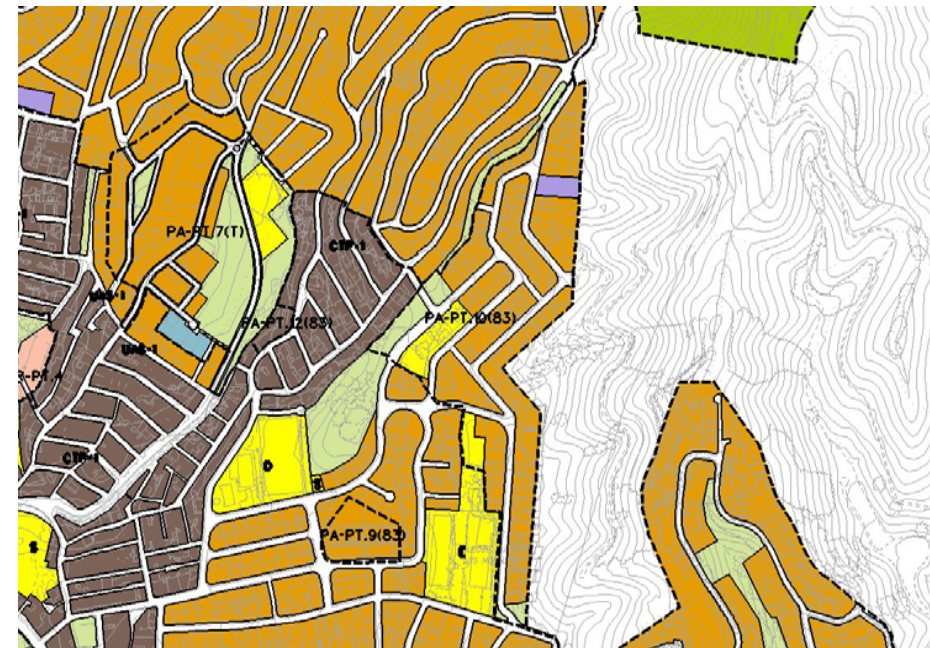 PA-PT.7(T)
CTP-1
UAS-1
PA-PT.12(83)
PA-PT.10(83)
UAS-1
CTP-1
D
S
PA-PT.9(83)
S